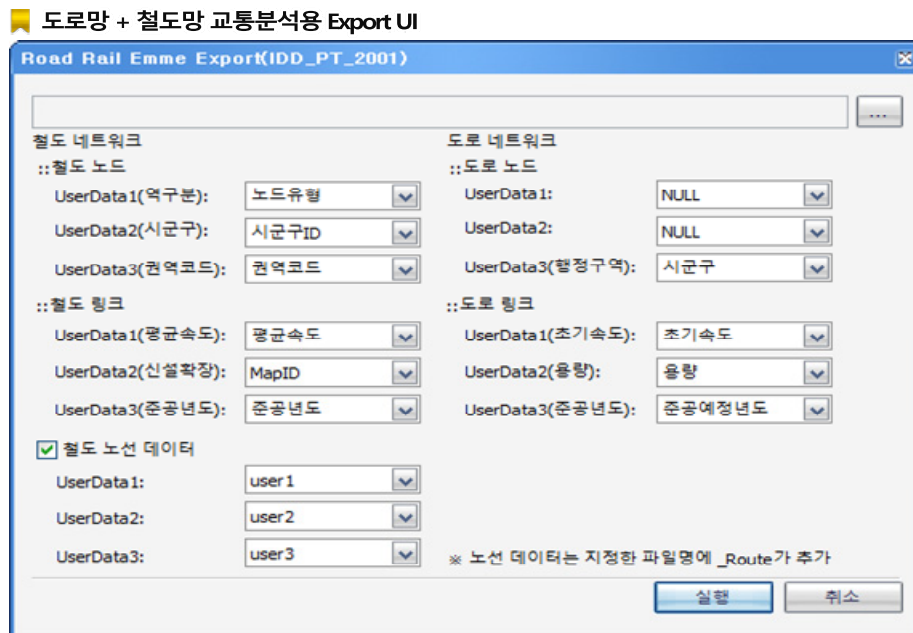 도로망 + 철도망 교통분석용 Export UI
Road Rail Emme Export(IDD_PT_2001)
...
철도 네트워크
::철도 노드
UserData1(역구분): 노드유형
UserData2(시군구): 시군구ID
UserData3(권역코드): 권역코드
::철도 링크
UserData1(평균속도): 평균속도
UserData2(신설확장): MapID
UserData3(준공년도): 준공년도
철도 노선 데이터
UserData1: user1
UserData2: user2
UserData3: user3
도로 네트워크
::도로 노드
UserData1: NULL
UserData2: NULL
UserData3(행정구역): 시군구
::도로 링크
UserData1(초기속도): 초기속도
UserData2(용량): 용량
UserData3(준공년도): 준공예정년도
※ 노선 데이터는 지정한 파일명에 _Route가 추가
실행 취소